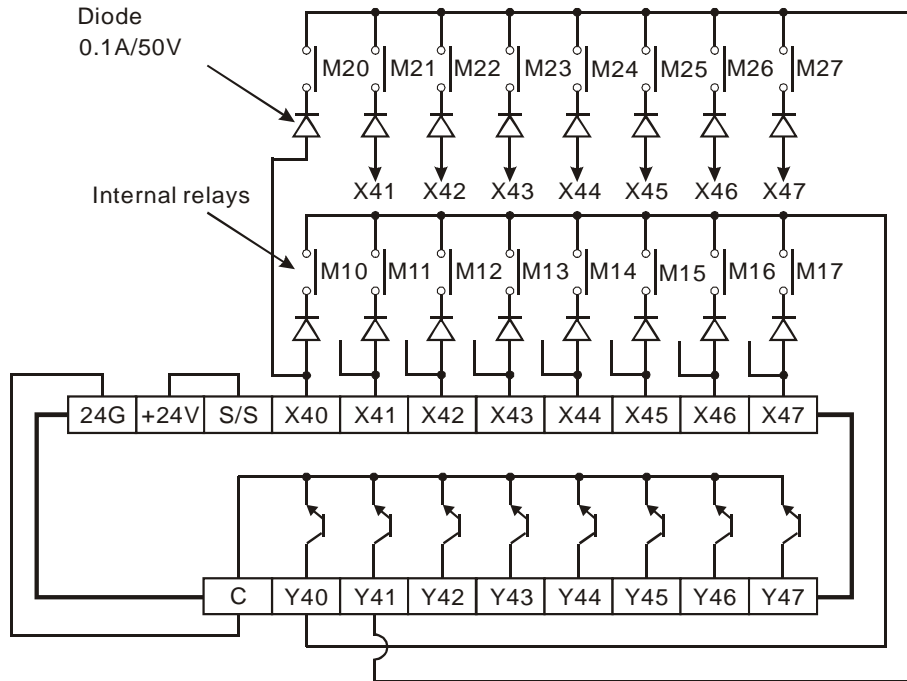 Diode
0.1A/50V
M20 M21 M22 M23 M24 M25 M26 M27
X41 X42 X43 X44 X45 X46 X47
Internal relays
M10 M11 M12 M13 M14 M15 M16 M17
24G +24V S/S X40 X41 X42 X43 X44 X45 X46 X47
C Y40 Y41 Y42 Y43 Y44 Y45 Y46 Y47